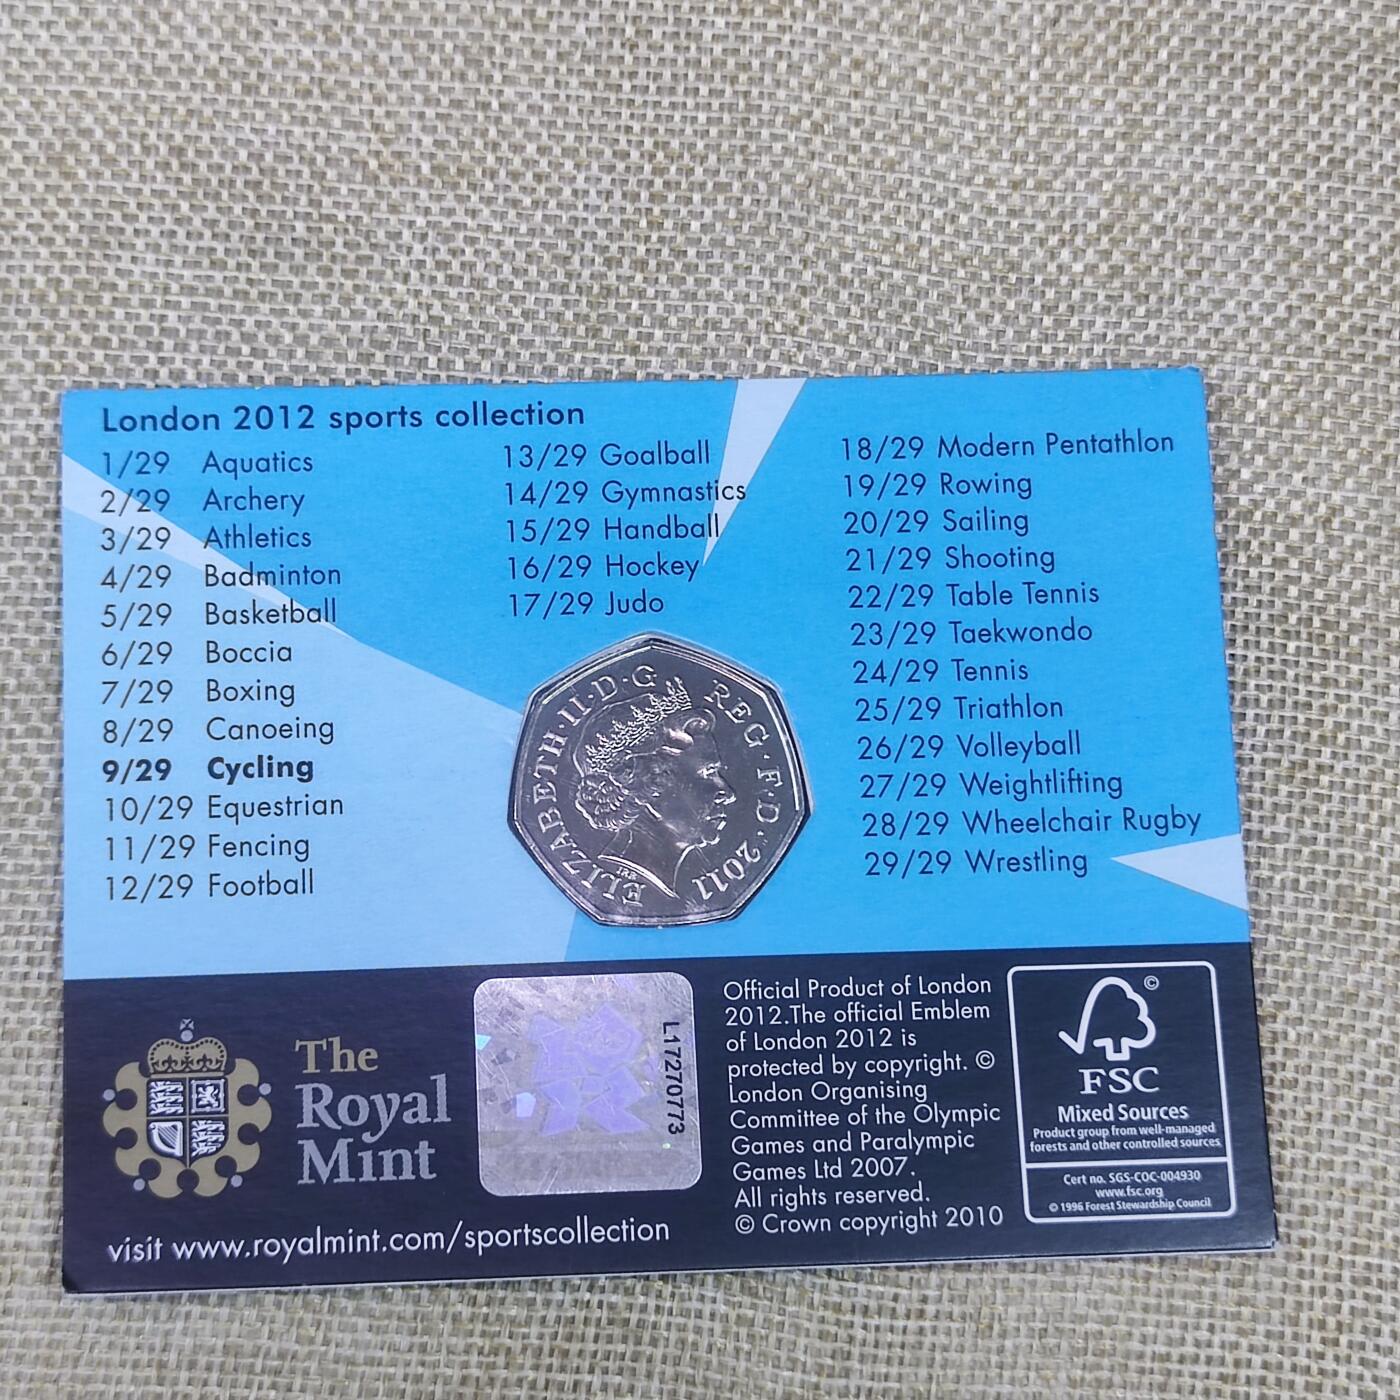 London 2012 sports collection
1/29 Aquatics
2/29 Archery
3/29 Athletics
4/29 Badminton
5/29 Basketball
6/29 Boccia
7/29 Boxing
8/29 Canoeing
9/29 Cycling
10/29 Equestrian
11/29 Fencing
12/29 Football
13/29 Goalball
14/29 Gymnastics
15/29 Handball
16/29 Hockey
17/29 Judo
18/29 Modern Pentathlon
19/29 Rowing
20/29 Sailing
21/29 Shooting
22/29 Table Tennis
23/29 Taekwondo
24/29 Tennis
25/29 Triathlon
26/29 Volleyball
27/29 Weightlifting
28/29 Wheelchair Rugby
29/29 Wrestling
ELIZABETH·II·D·G REG·F·D·2011
IRB
The
Royal
Mint
visit www.royalmint.com/sportscollection
L17270773
Official Product of London
2012.The official Emblem
of London 2012 is
protected by copyright. ©
London Organising
Committee of the Olympic
Games and Paralympic
Games Ltd 2007.
All rights reserved.
© Crown copyright 2010
©
FSC
Mixed Sources
Product group from well-managed
forests and other controlled sources
Cert no. SGS-COC-004930
www.fsc.org
© 1996 Forest Stewardship Council